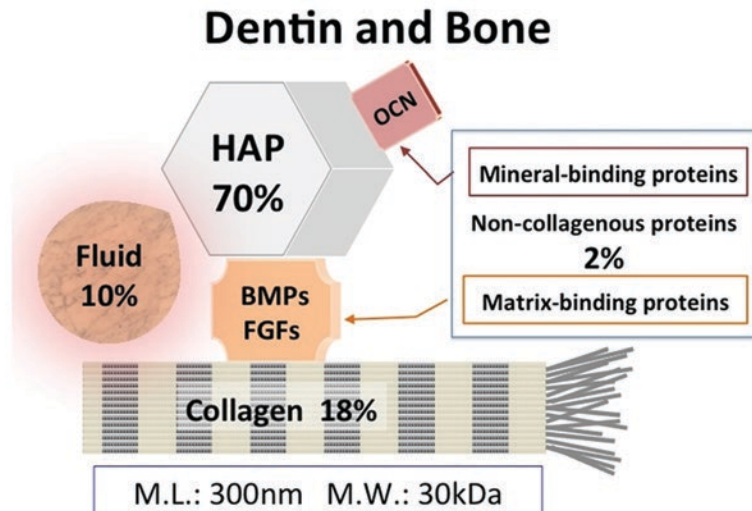 Dentin and Bone
OCN
HAP
70%
Mineral-binding proteins
Non-collagenous proteins
2%
Matrix-binding proteins
Fluid
10%
BMPs
FGFs
Collagen 18%
M.L.: 300nm M.W.: 30kDa